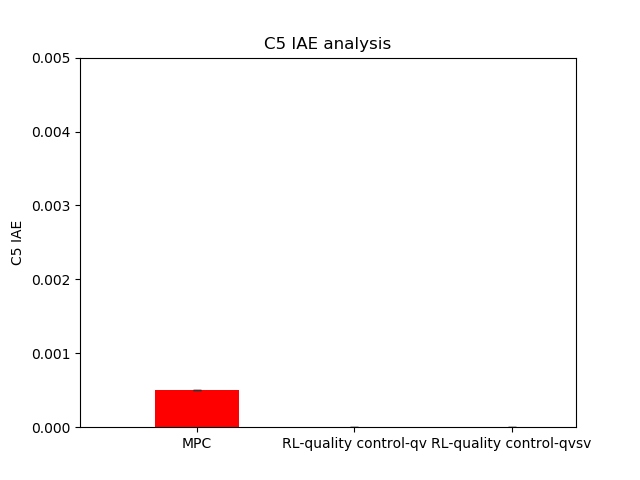 C5 IAE analysis
0.005
0.004
0.003
0.002
0.001
0.000
C5 IAE
MPC
RL-quality control-qv
RL-quality control-qvsv